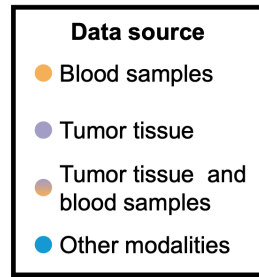 Data source
Blood samples
Tumor tissue
Tumor tissue and
blood samples
Other modalities